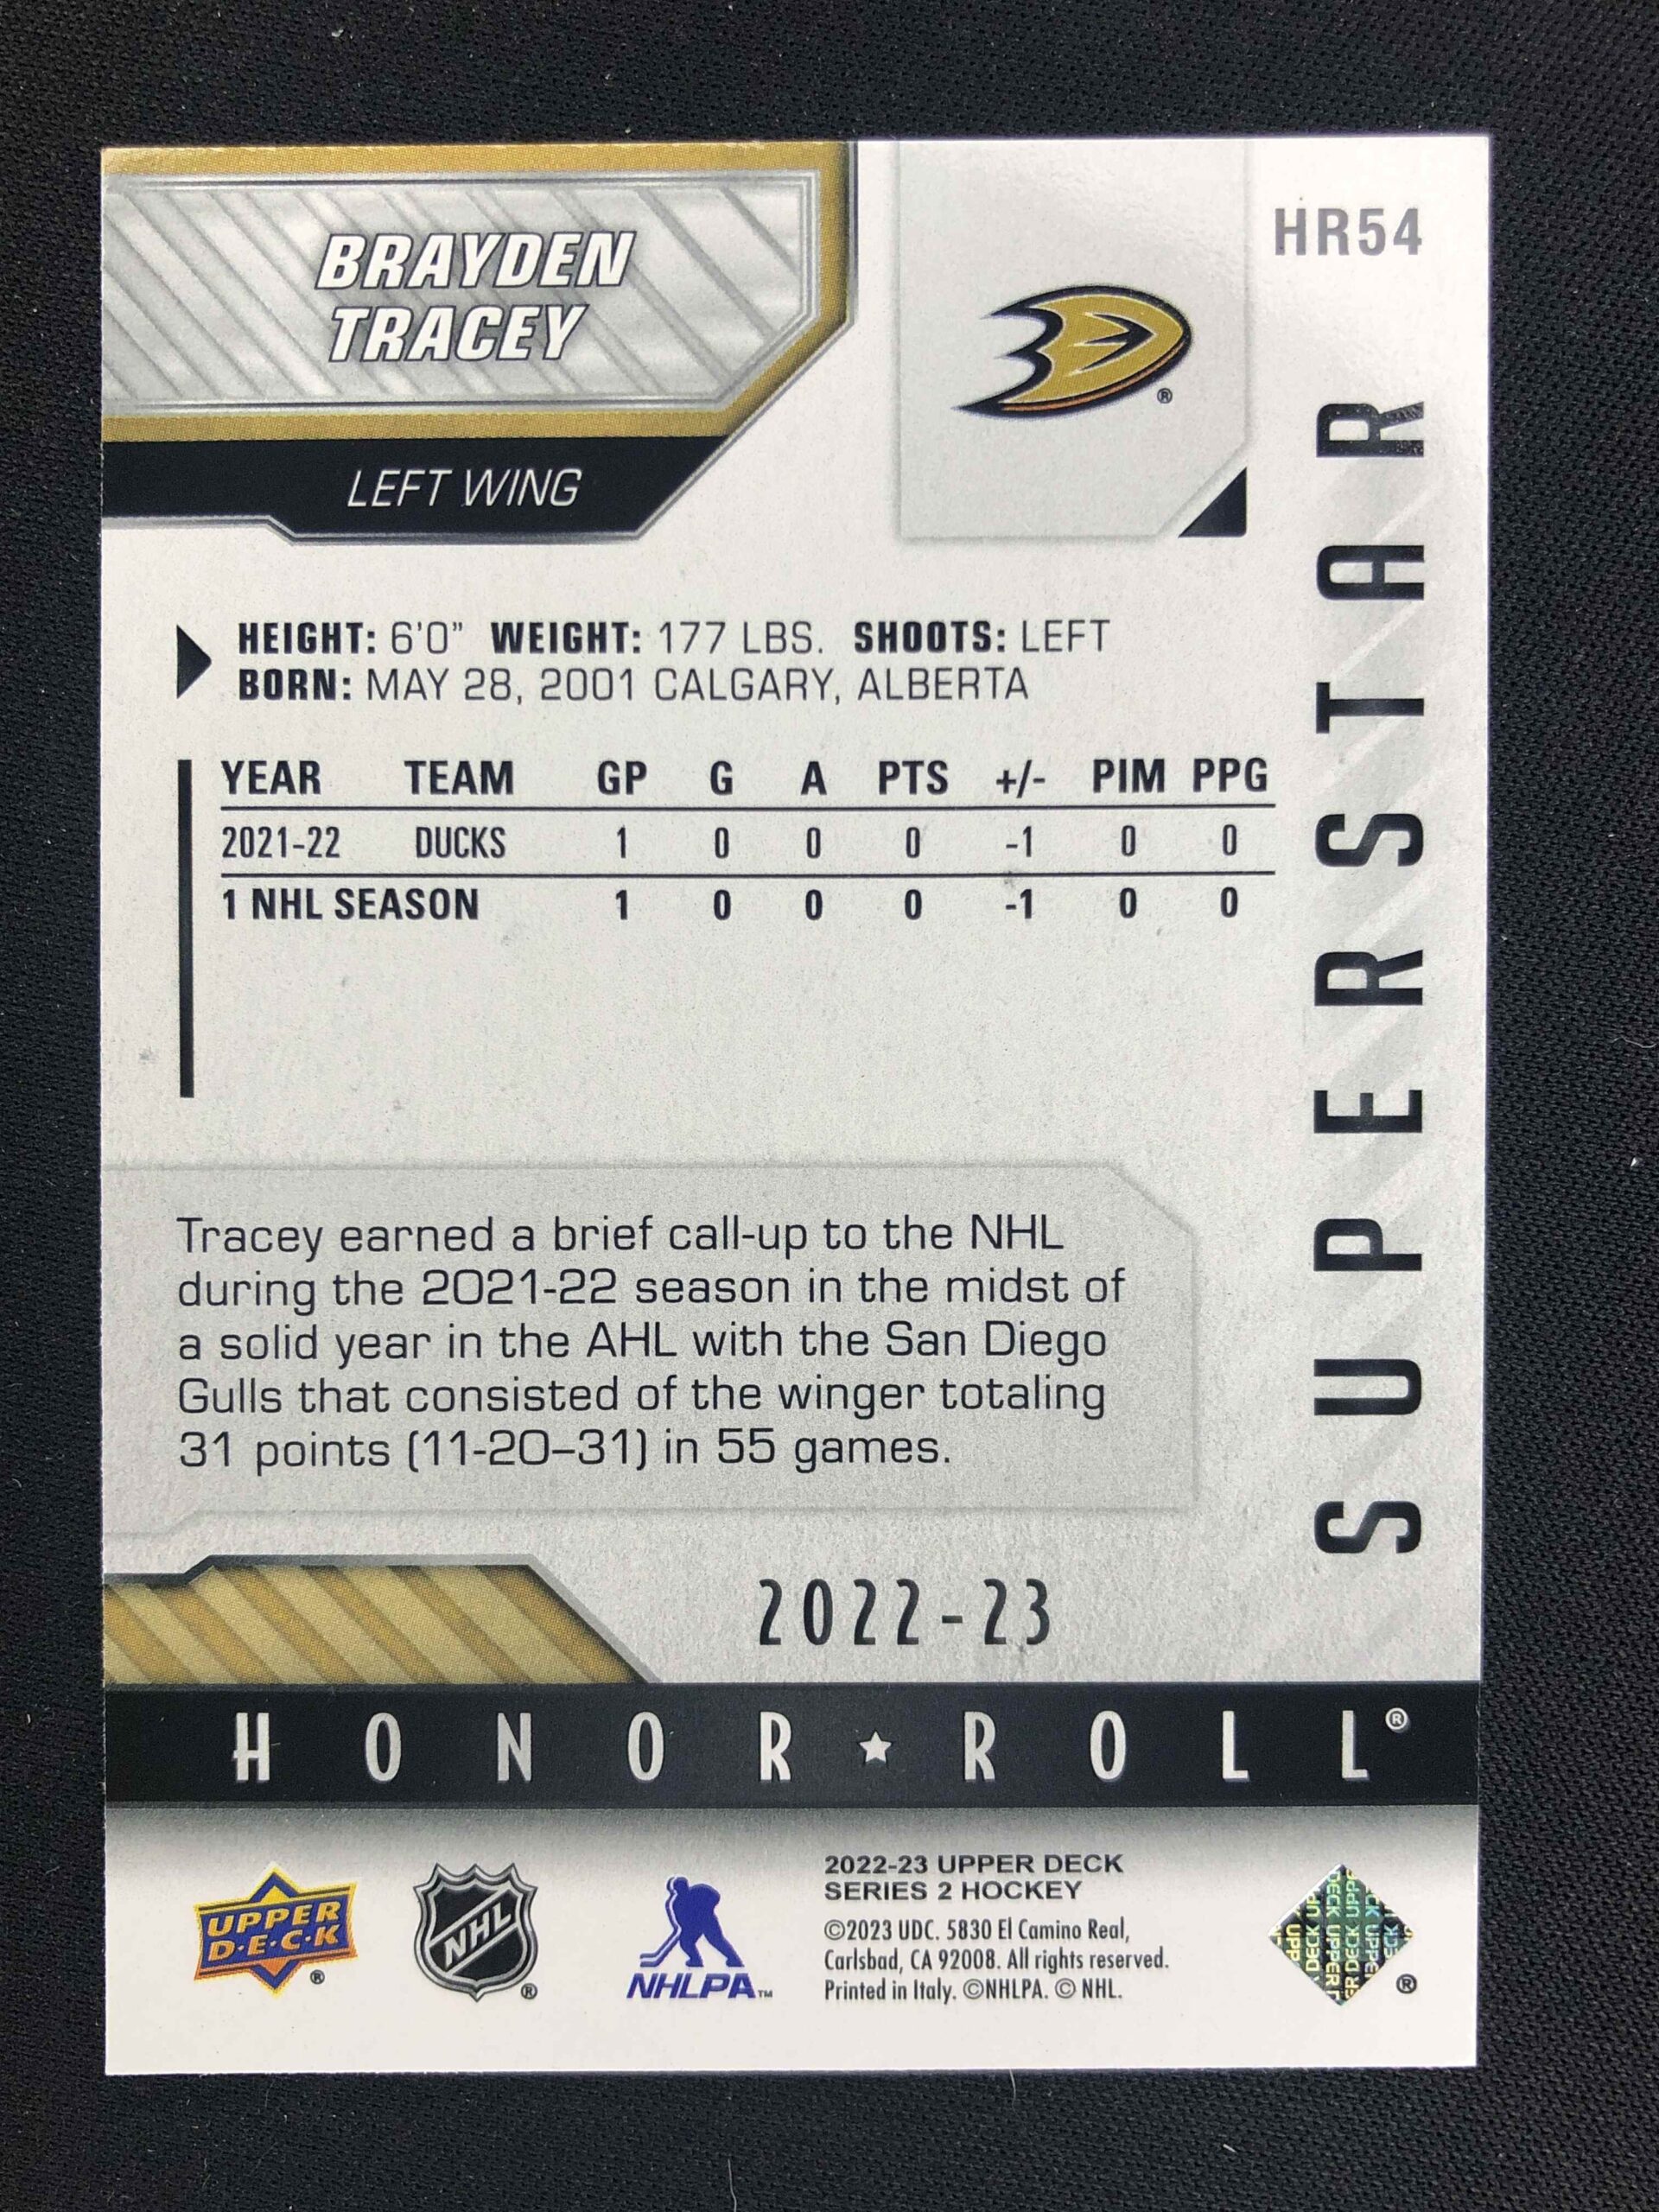 BRAYDEN
TRACEY
LEFT WING
®
HR54
SUPERSTAR
HEIGHT: 6'0" WEIGHT: 177 LBS. SHOOTS: LEFT
BORN: MAY 28, 2001 CALGARY, ALBERTA
YEAR TEAM GP G A PTS +/- PIM PPG
2021-22 DUCKS 1 0 0 0 -1 0 0
1 NHL SEASON 1 0 0 0 -1 0 0
Tracey earned a brief call-up to the NHL
during the 2021-22 season in the midst of
a solid year in the AHL with the San Diego
Gulls that consisted of the winger totaling
31 points (11-20–31) in 55 games.
2022-23
HONOR★ROLL®
UPPER
D·E·C·K
®
NHL
®
NHLPA™
2022-23 UPPER DECK
SERIES 2 HOCKEY
©2023 UDC. 5830 El Camino Real,
Carlsbad, CA 92008. All rights reserved.
Printed in Italy. ©NHLPA. © NHL.
®